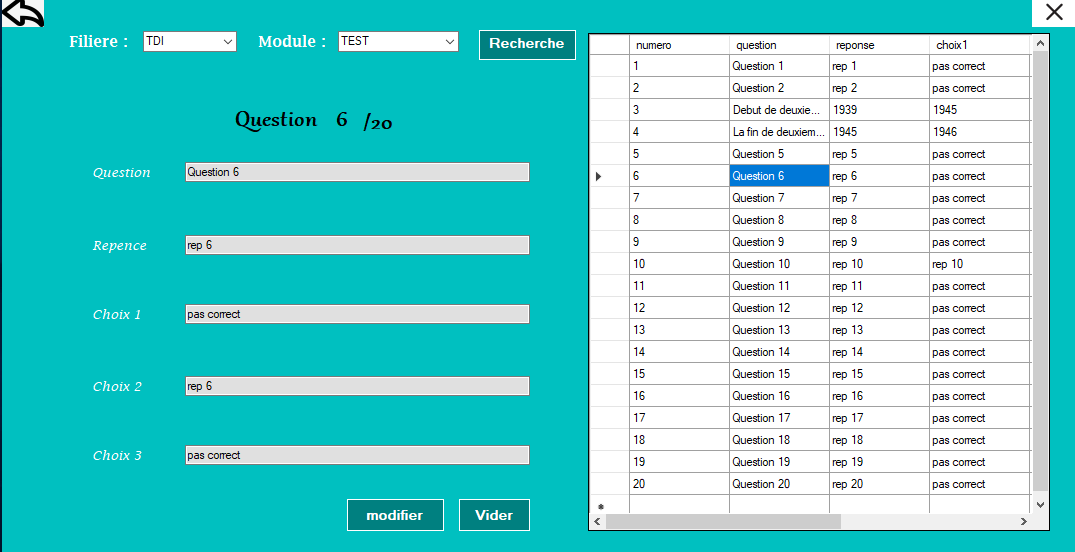 Filiere : TDI Module : TEST Recherche
Question 6 /20
Question Question 6
Repence rep 6
Choix 1 pas correct
Choix 2 rep 6
Choix 3 pas correct
modifier Vider
numero question reponse choix1
1 Question 1 rep 1 pas correct
2 Question 2 rep 2 pas correct
3 Debut de deuxie... 1939 1945
4 La fin de deuxiem... 1945 1946
5 Question 5 rep 5 pas correct
6 Question 6 rep 6 pas correct
7 Question 7 rep 7 pas correct
8 Question 8 rep 8 pas correct
9 Question 9 rep 9 pas correct
10 Question 10 rep 10 rep 10
11 Question 11 rep 11 pas correct
12 Question 12 rep 12 pas correct
13 Question 13 rep 13 pas correct
14 Question 14 rep 14 pas correct
15 Question 15 rep 15 pas correct
16 Question 16 rep 16 pas correct
17 Question 17 rep 17 pas correct
18 Question 18 rep 18 pas correct
19 Question 19 rep 19 pas correct
20 Question 20 rep 20 pas correct